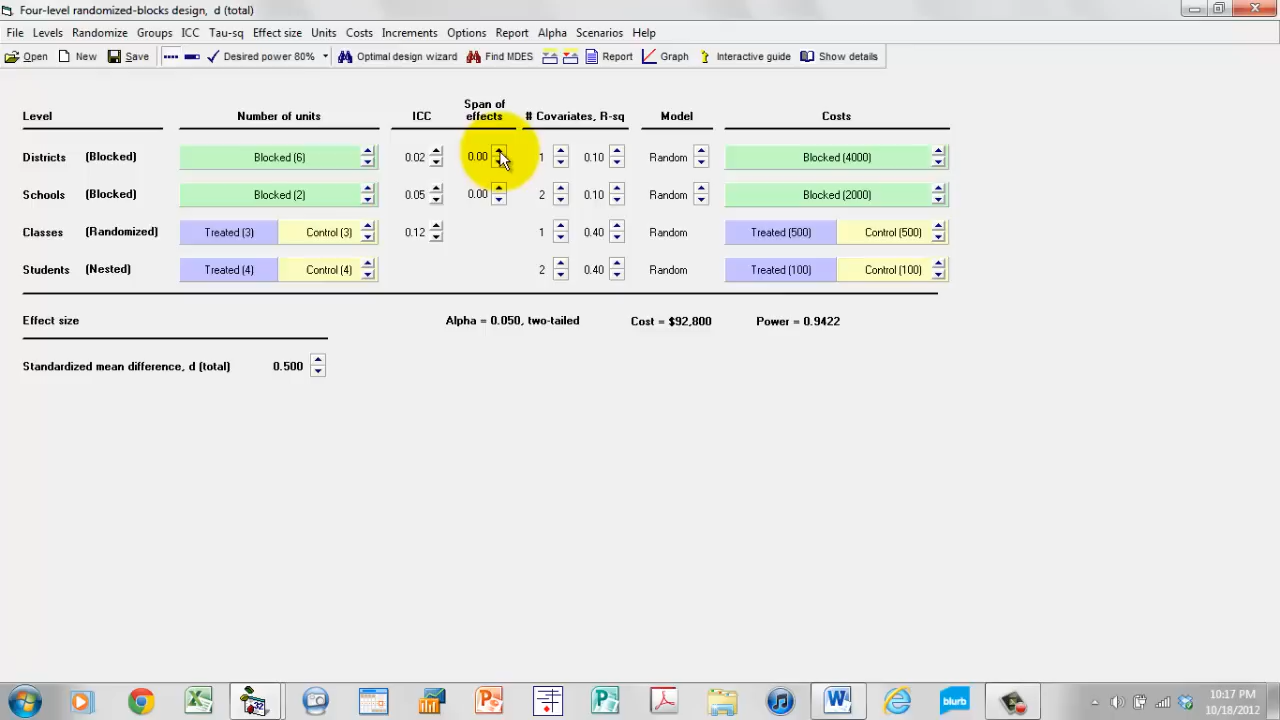 Four-level randomized-blocks design,  d (total)
File Levels Randomize Groups ICC Tau-sq Effect size Units Costs Increments Options Report Alpha Scenarios Help
Open New Save Desired power 80% Optimal design wizard Find MDES Report Graph Interactive guide Show details
Span of
Level Number of units ICC effects # Covariates, R-sq Model Costs
Districts (Blocked) Blocked (6) 0.02 0.00 1 0.10 Random Blocked (4000)
Schools (Blocked) Blocked (2) 0.05 0.00 2 0.10 Random Blocked (2000)
Classes (Randomized) Treated (3) Control (3) 0.12 1 0.40 Random Treated (500) Control (500)
Students (Nested) Treated (4) Control (4) 2 0.40 Random Treated (100) Control (100)
Effect size Alpha = 0.050, two-tailed Cost = $92,800 Power = 0.9422
Standardized mean difference, d (total) 0.500
10:17 PM
10/18/2012